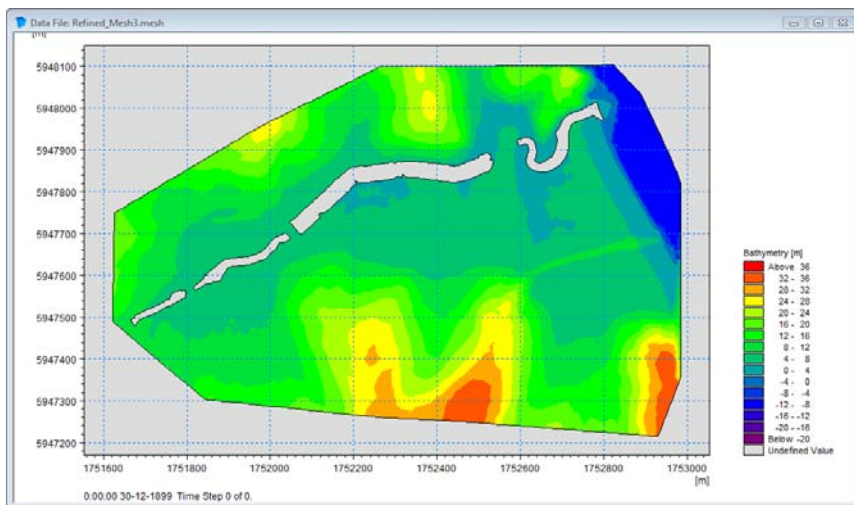 Data File: Refined_Mesh3.mesh
[m]
5948100
5948000
5947900
5947800
5947700
5947600
5947500
5947400
5947300
5947200
1751600 1751800 1752000 1752200 1752400 1752600 1752800 1753000
[m]
0:00:00 30-12-1899 Time Step 0 of 0.
Bathymetry [m]
Above 36
32 - 36
28 - 32
24 - 28
20 - 24
16 - 20
12 - 16
8 - 12
4 - 8
0 - 4
-4 - 0
-8 - -4
-12 - -8
-16 - -12
-20 - -16
Below -20
Undefined Value